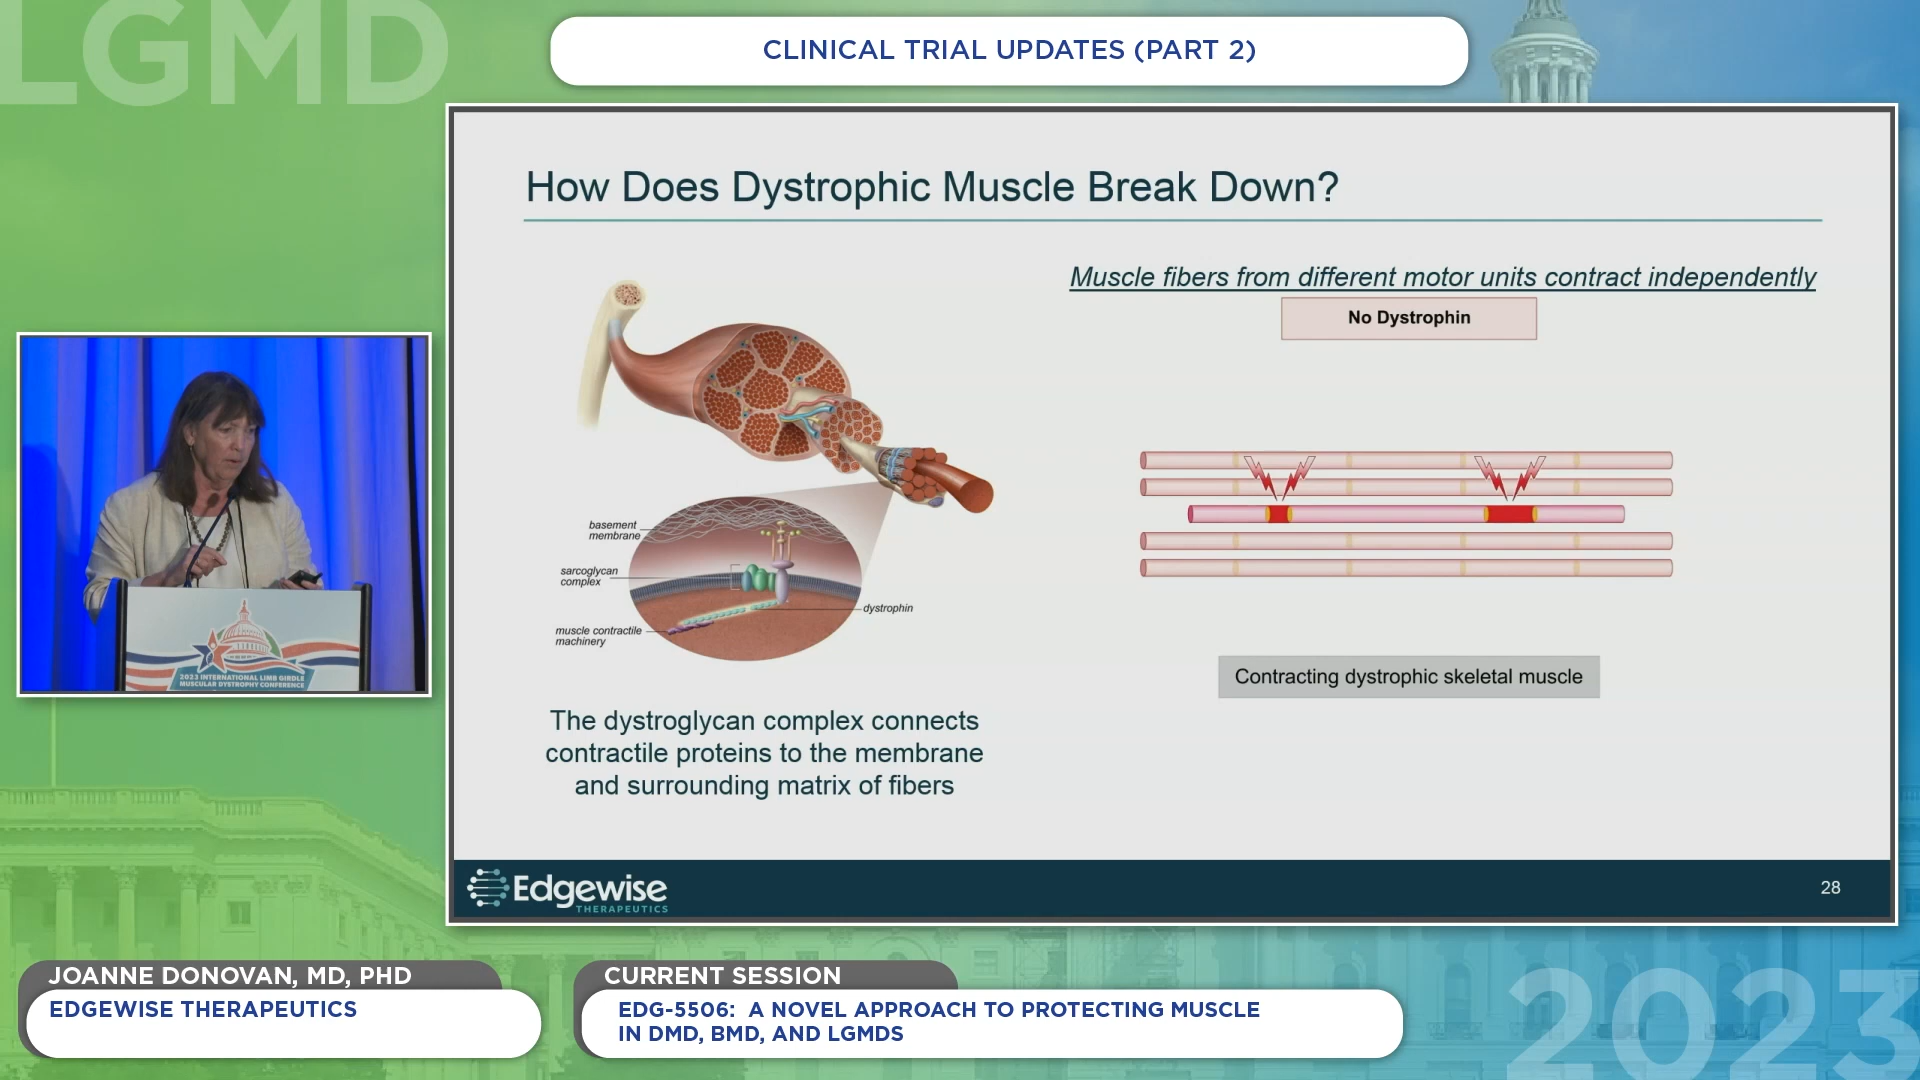 LGMD
CLINICAL TRIAL UPDATES (PART 2)
How Does Dystrophic Muscle Break Down?
Muscle fibers from different motor units contract independently
No Dystrophin
basement
membrane
sarcoglycan
complex
dystrophin
muscle contractile
machinery
Contracting dystrophic skeletal muscle
The dystroglycan complex connects
contractile proteins to the membrane
and surrounding matrix of fibers
Edgewise
THERAPEUTICS
28
2023 INTERNATIONAL LIMB GIRDLE
MUSCULAR DYSTROPHY CONFERENCE
JOANNE DONOVAN, MD, PHD
EDGEWISE THERAPEUTICS
CURRENT SESSION
EDG-5506: A NOVEL APPROACH TO PROTECTING MUSCLE
IN DMD, BMD, AND LGMDS
2023